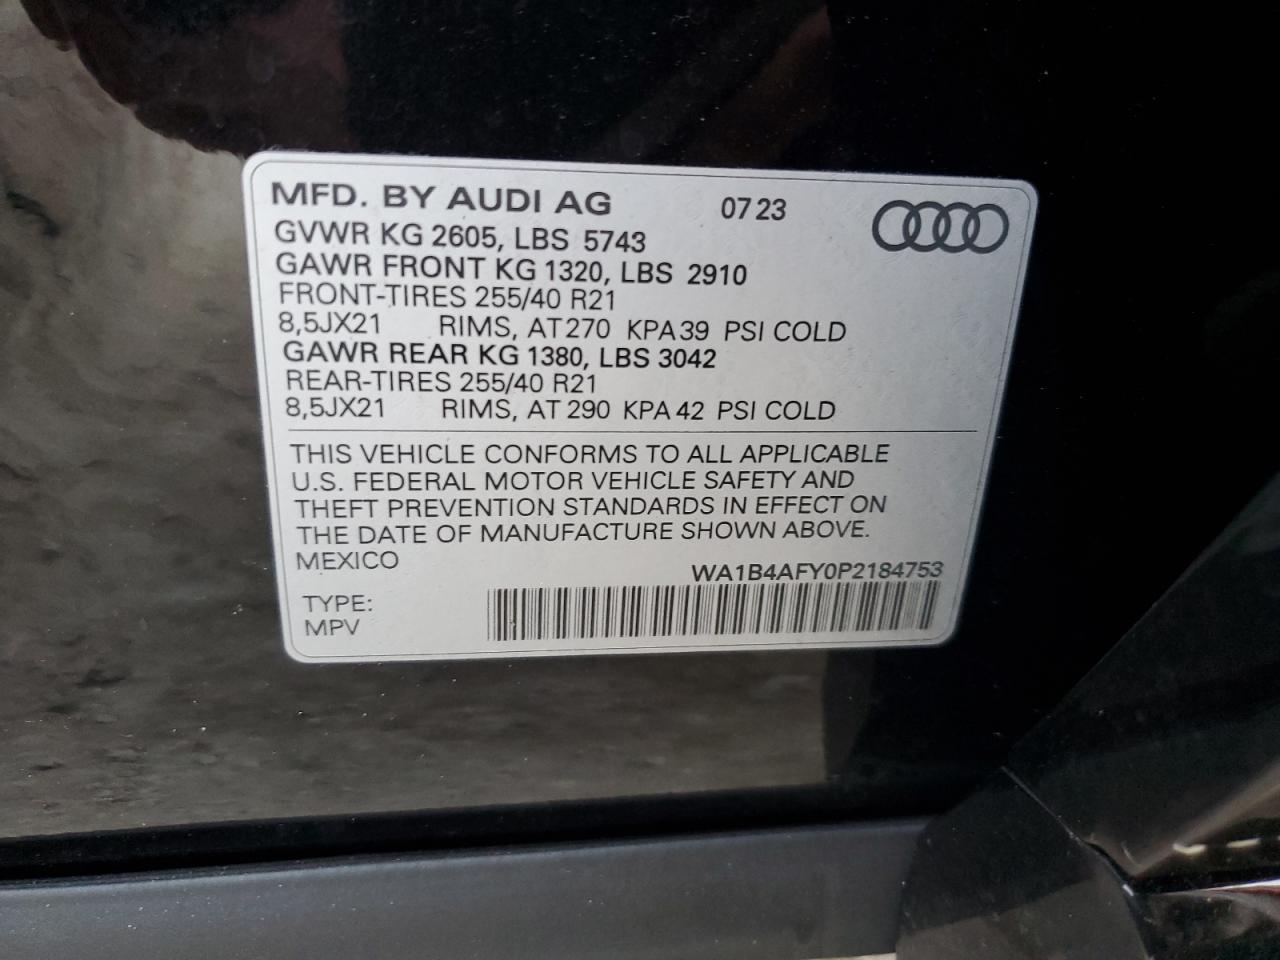 MFD. BY AUDI AG 07 23
GVWR KG 2605, LBS 5743
GAWR FRONT KG 1320, LBS 2910
FRONT-TIRES 255/40 R21
8,5JX21 RIMS, AT 270 KPA 39 PSI COLD
GAWR REAR KG 1380, LBS 3042
REAR-TIRES 255/40 R21
8,5JX21 RIMS, AT 290 KPA 42 PSI COLD
THIS VEHICLE CONFORMS TO ALL APPLICABLE
U.S. FEDERAL MOTOR VEHICLE SAFETY AND
THEFT PREVENTION STANDARDS IN EFFECT ON
THE DATE OF MANUFACTURE SHOWN ABOVE.
MEXICO
WA1B4AFY0P2184753
TYPE:
MPV